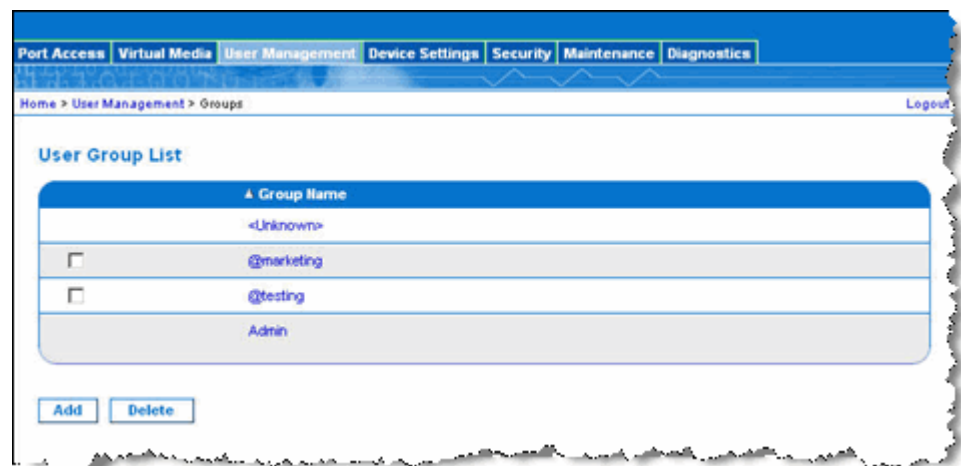 Port Access Virtual Media User Management Device Settings Security Maintenance Diagnostics
Home > User Management > Groups Logout
User Group List
▲ Group Name
<Unknown>
@marketing
@testing
Admin
Add Delete